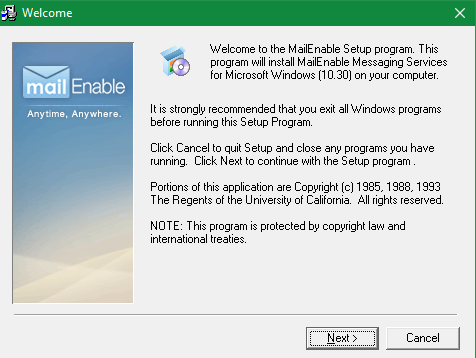 Welcome
mail Enable
Anytime, Anywhere.
Welcome to the MailEnable Setup program. This
program will install MailEnable Messaging Services
for Microsoft Windows (10.30) on your computer.
It is strongly recommended that you exit all Windows programs
before running this Setup Program.
Click Cancel to quit Setup and close any programs you have
running. Click Next to continue with the Setup program .
Portions of this application are Copyright (c) 1985, 1988, 1993
The Regents of the University of California. All rights reserved.
NOTE: This program is protected by copyright law and
international treaties.
Next >
Cancel